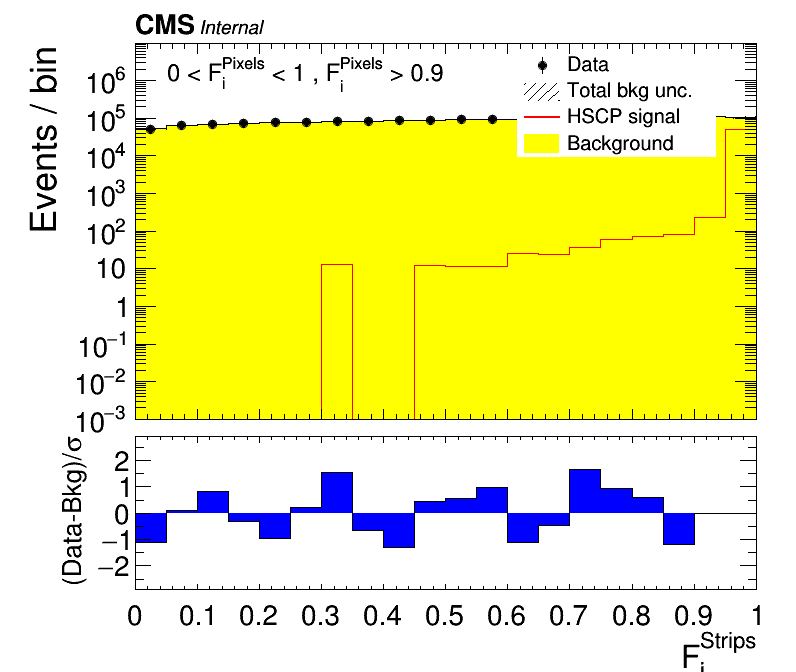 CMS Internal
0 < F_i^Pixels < 1 , F_i^Pixels > 0.9
Data
Total bkg unc.
HSCP signal
Background
Events / bin
10^6
10^5
10^4
10^3
10^2
10
1
10^−1
10^−2
10^−3
(Data-Bkg)/σ
2
1
0
−1
−2
0 0.1 0.2 0.3 0.4 0.5 0.6 0.7 0.8 0.9 1
F_i^Strips